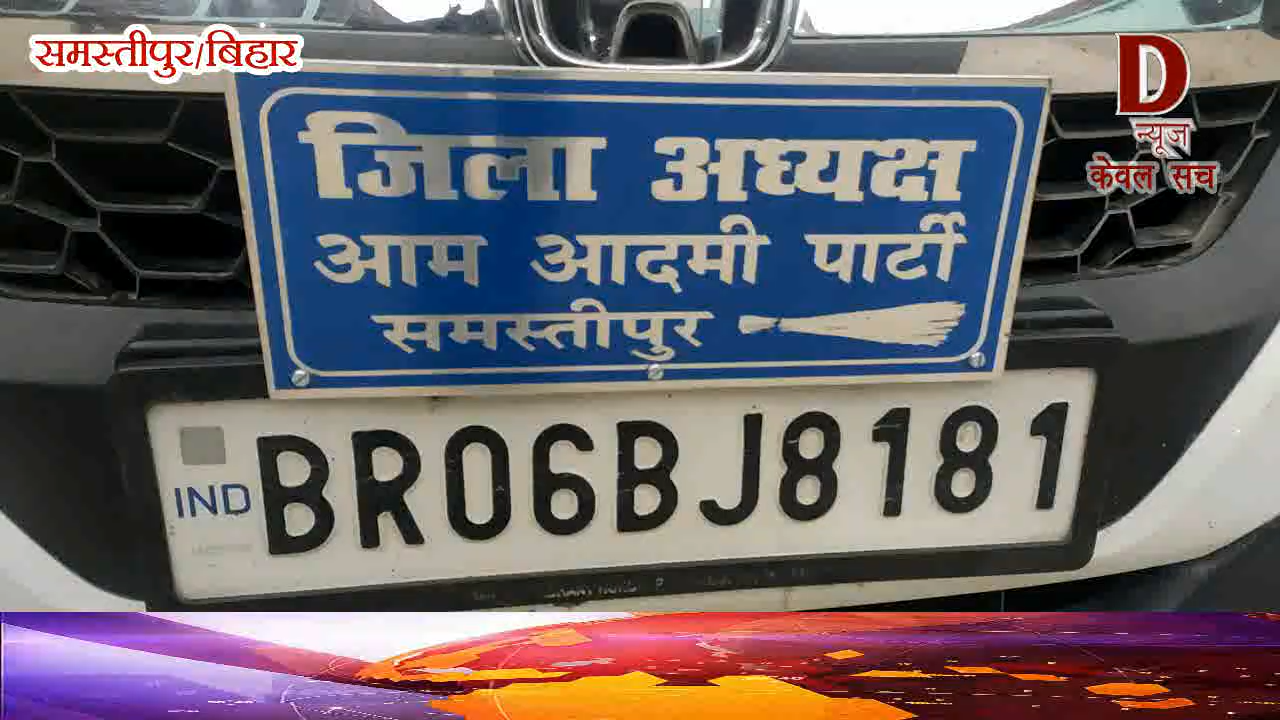 समस्तीपुर/बिहार
D
न्यूज
केवल सच
जिला अध्यक्ष
आम आदमी पार्टी
समस्तीपुर
IND
BR06BJ8181